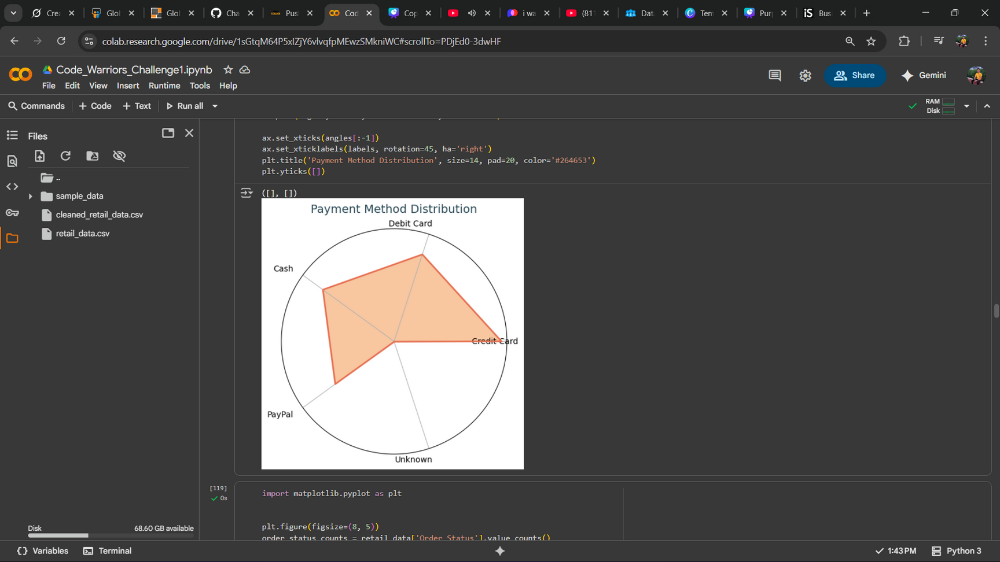 Cre
Glol
Glol
Cha
Pus
Cod
Cop
i wa
(81
Data
Tem
Pur
Bus
colab.research.google.com/drive/1sGtqM64P5xIZjY6vlvqfpMEwzSMkniWC#scrollTo=PDjEd0-3dwHF
Code_Warriors_Challenge1.ipynb
Share
Gemini
File Edit View Insert Runtime Tools Help
Commands + Code + Text Run all
RAM
Disk
Files
..
sample_data
cleaned_retail_data.csv
retail_data.csv
ax.set_xticks(angles[:-1])
ax.set_xticklabels(labels, rotation=45, ha='right')
plt.title('Payment Method Distribution', size=14, pad=20, color='#264653')
plt.yticks([])
([], [])
Payment Method Distribution
Debit Card
Cash
Credit Card
PayPal
Unknown
[119]
0s
import matplotlib.pyplot as plt
plt.figure(figsize=(8, 5))
order_status_counts = retail_data['Order_Status'].value_counts()
Disk
68.60 GB available
Variables
Terminal
1:43 PM
Python 3